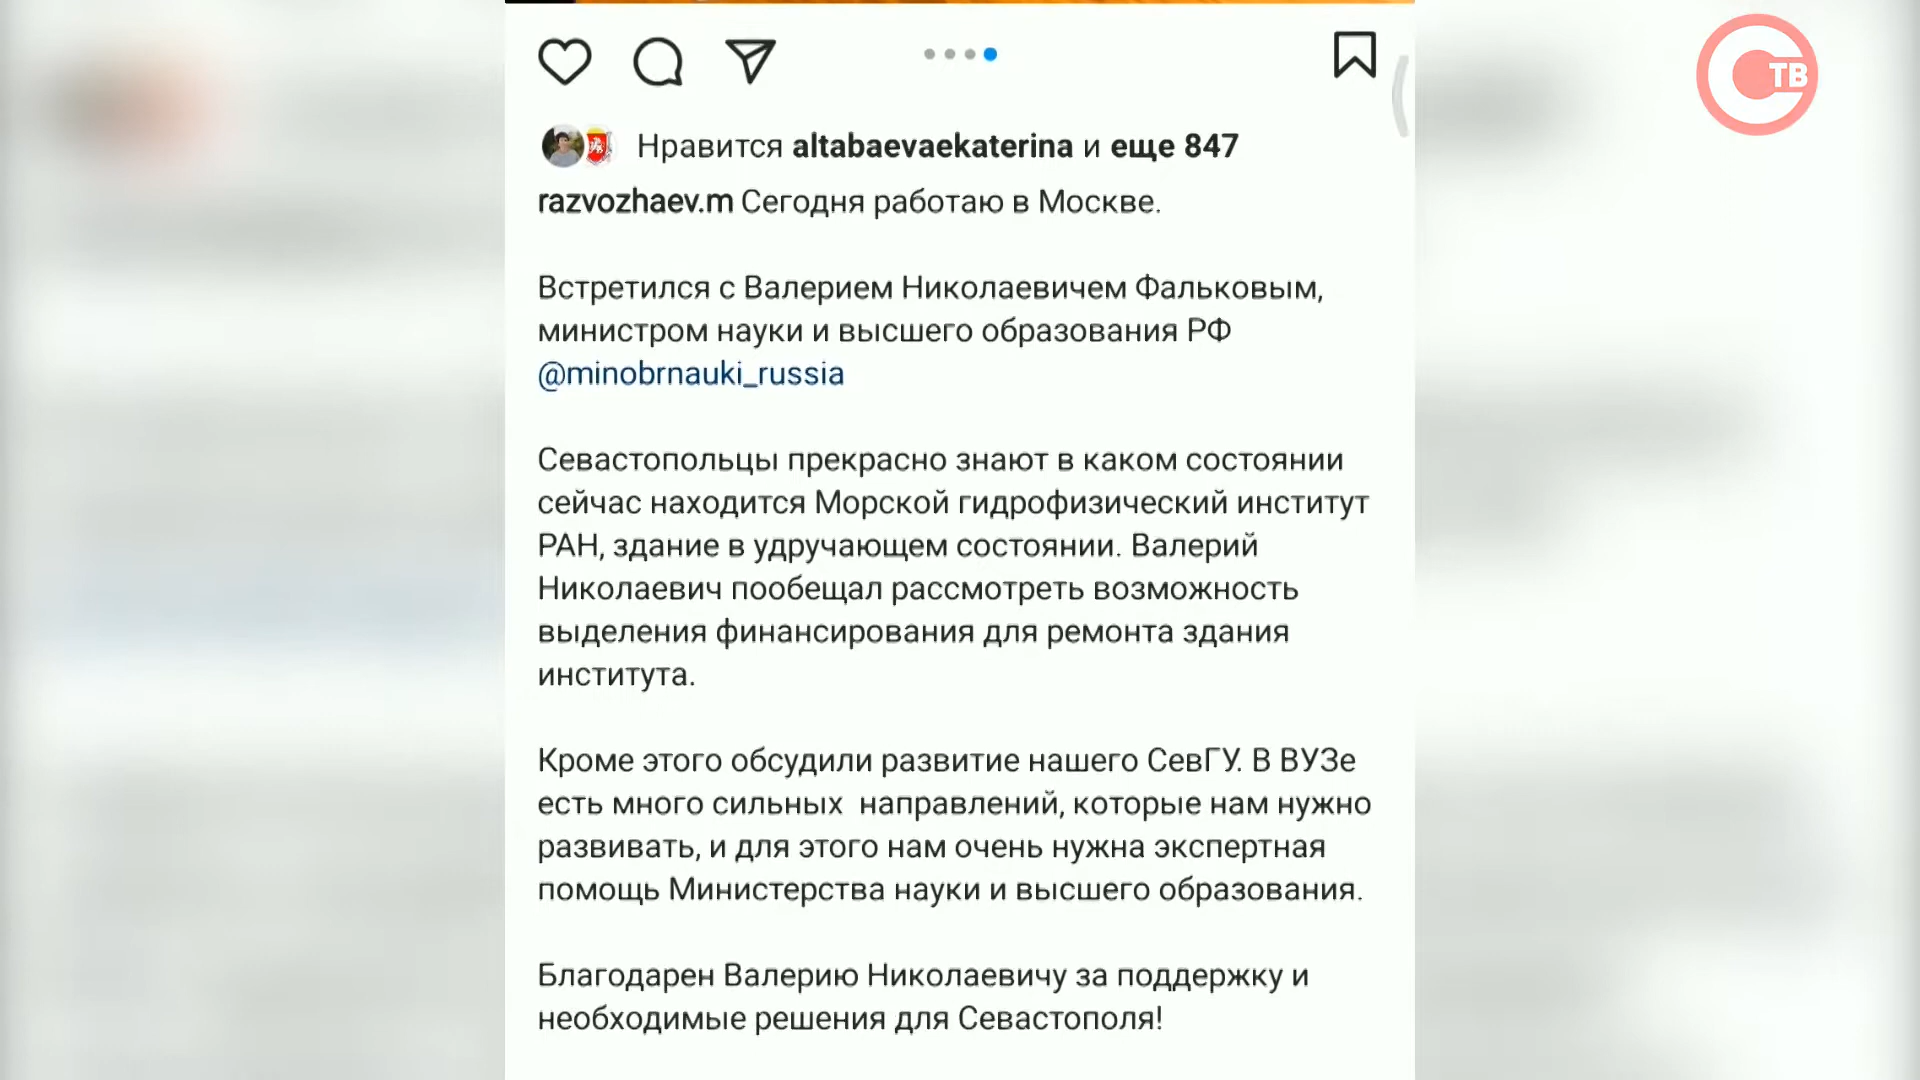 ТВ
Нравится altabaevaekaterina и еще 847
razvozhaev.m Сегодня работаю в Москве.
Встретился с Валерием Николаевичем Фальковым,
министром науки и высшего образования РФ
@minobrnauki_russia
Севастопольцы прекрасно знают в каком состоянии
сейчас находится Морской гидрофизический институт
РАН, здание в удручающем состоянии. Валерий
Николаевич пообещал рассмотреть возможность
выделения финансирования для ремонта здания
института.
Кроме этого обсудили развитие нашего СевГУ. В ВУЗе
есть много сильных  направлений, которые нам нужно
развивать, и для этого нам очень нужна экспертная
помощь Министерства науки и высшего образования.
Благодарен Валерию Николаевичу за поддержку и
необходимые решения для Севастополя!